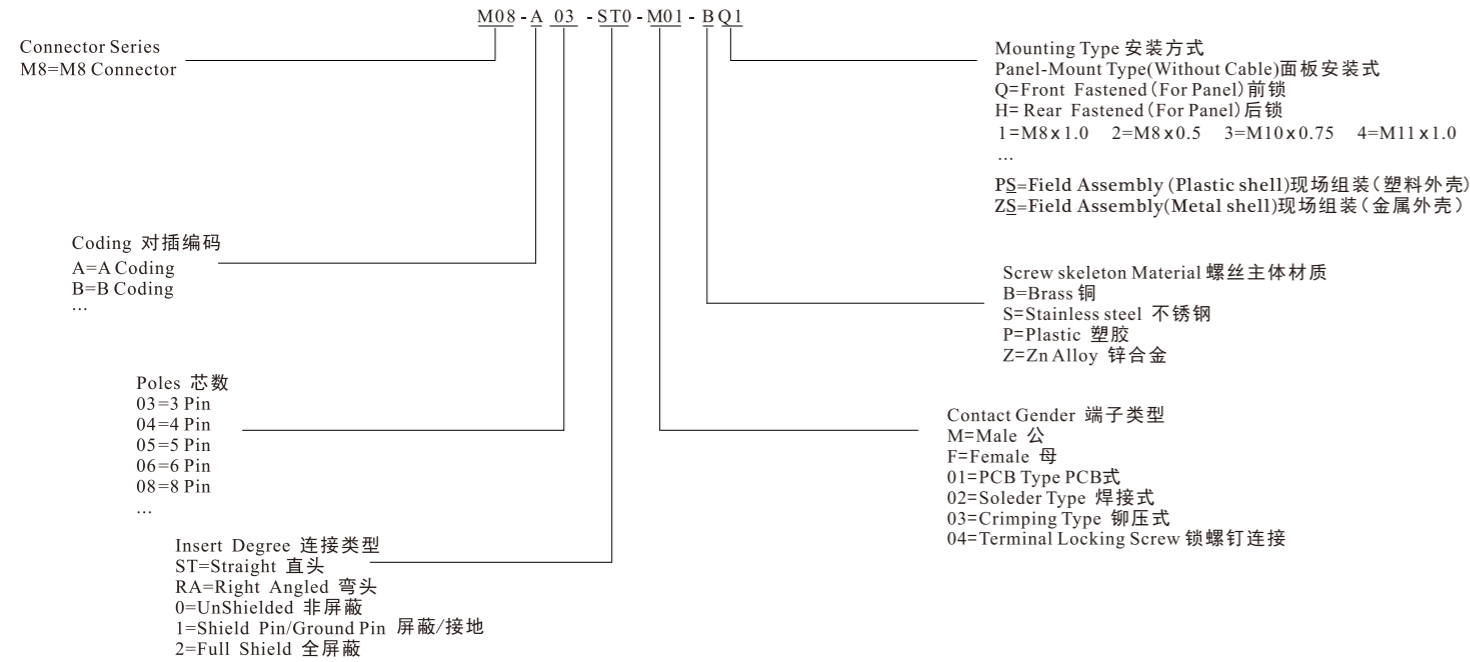 M08-A 03 -ST0-M01-BQ1
Connector Series
M8=M8 Connector
Mounting Type 安装方式
Panel-Mount Type(Without Cable)面板安装式
Q=Front Fastened(For Panel)前锁
H= Rear Fastened(For Panel)后锁
1=M8x1.0 2=M8x0.5 3=M10x0.75 4=M11x1.0
...
PS=Field Assembly (Plastic shell)现场组装(塑料外壳)
ZS=Field Assembly(Metal shell)现场组装(金属外壳)
Coding 对插编码
A=A Coding
B=B Coding
...
Screw skeleton Material 螺丝主体材质
B=Brass 铜
S=Stainless steel 不锈钢
P=Plastic 塑胶
Z=Zn Alloy 锌合金
Poles 芯数
03=3 Pin
04=4 Pin
05=5 Pin
06=6 Pin
08=8 Pin
...
Contact Gender 端子类型
M=Male 公
F=Female 母
01=PCB Type PCB式
02=Soleder Type 焊接式
03=Crimping Type 铆压式
04=Terminal Locking Screw 锁螺钉连接
Insert Degree 连接类型
ST=Straight 直头
RA=Right Angled 弯头
0=UnShielded 非屏蔽
1=Shield Pin/Ground Pin 屏蔽/接地
2=Full Shield 全屏蔽